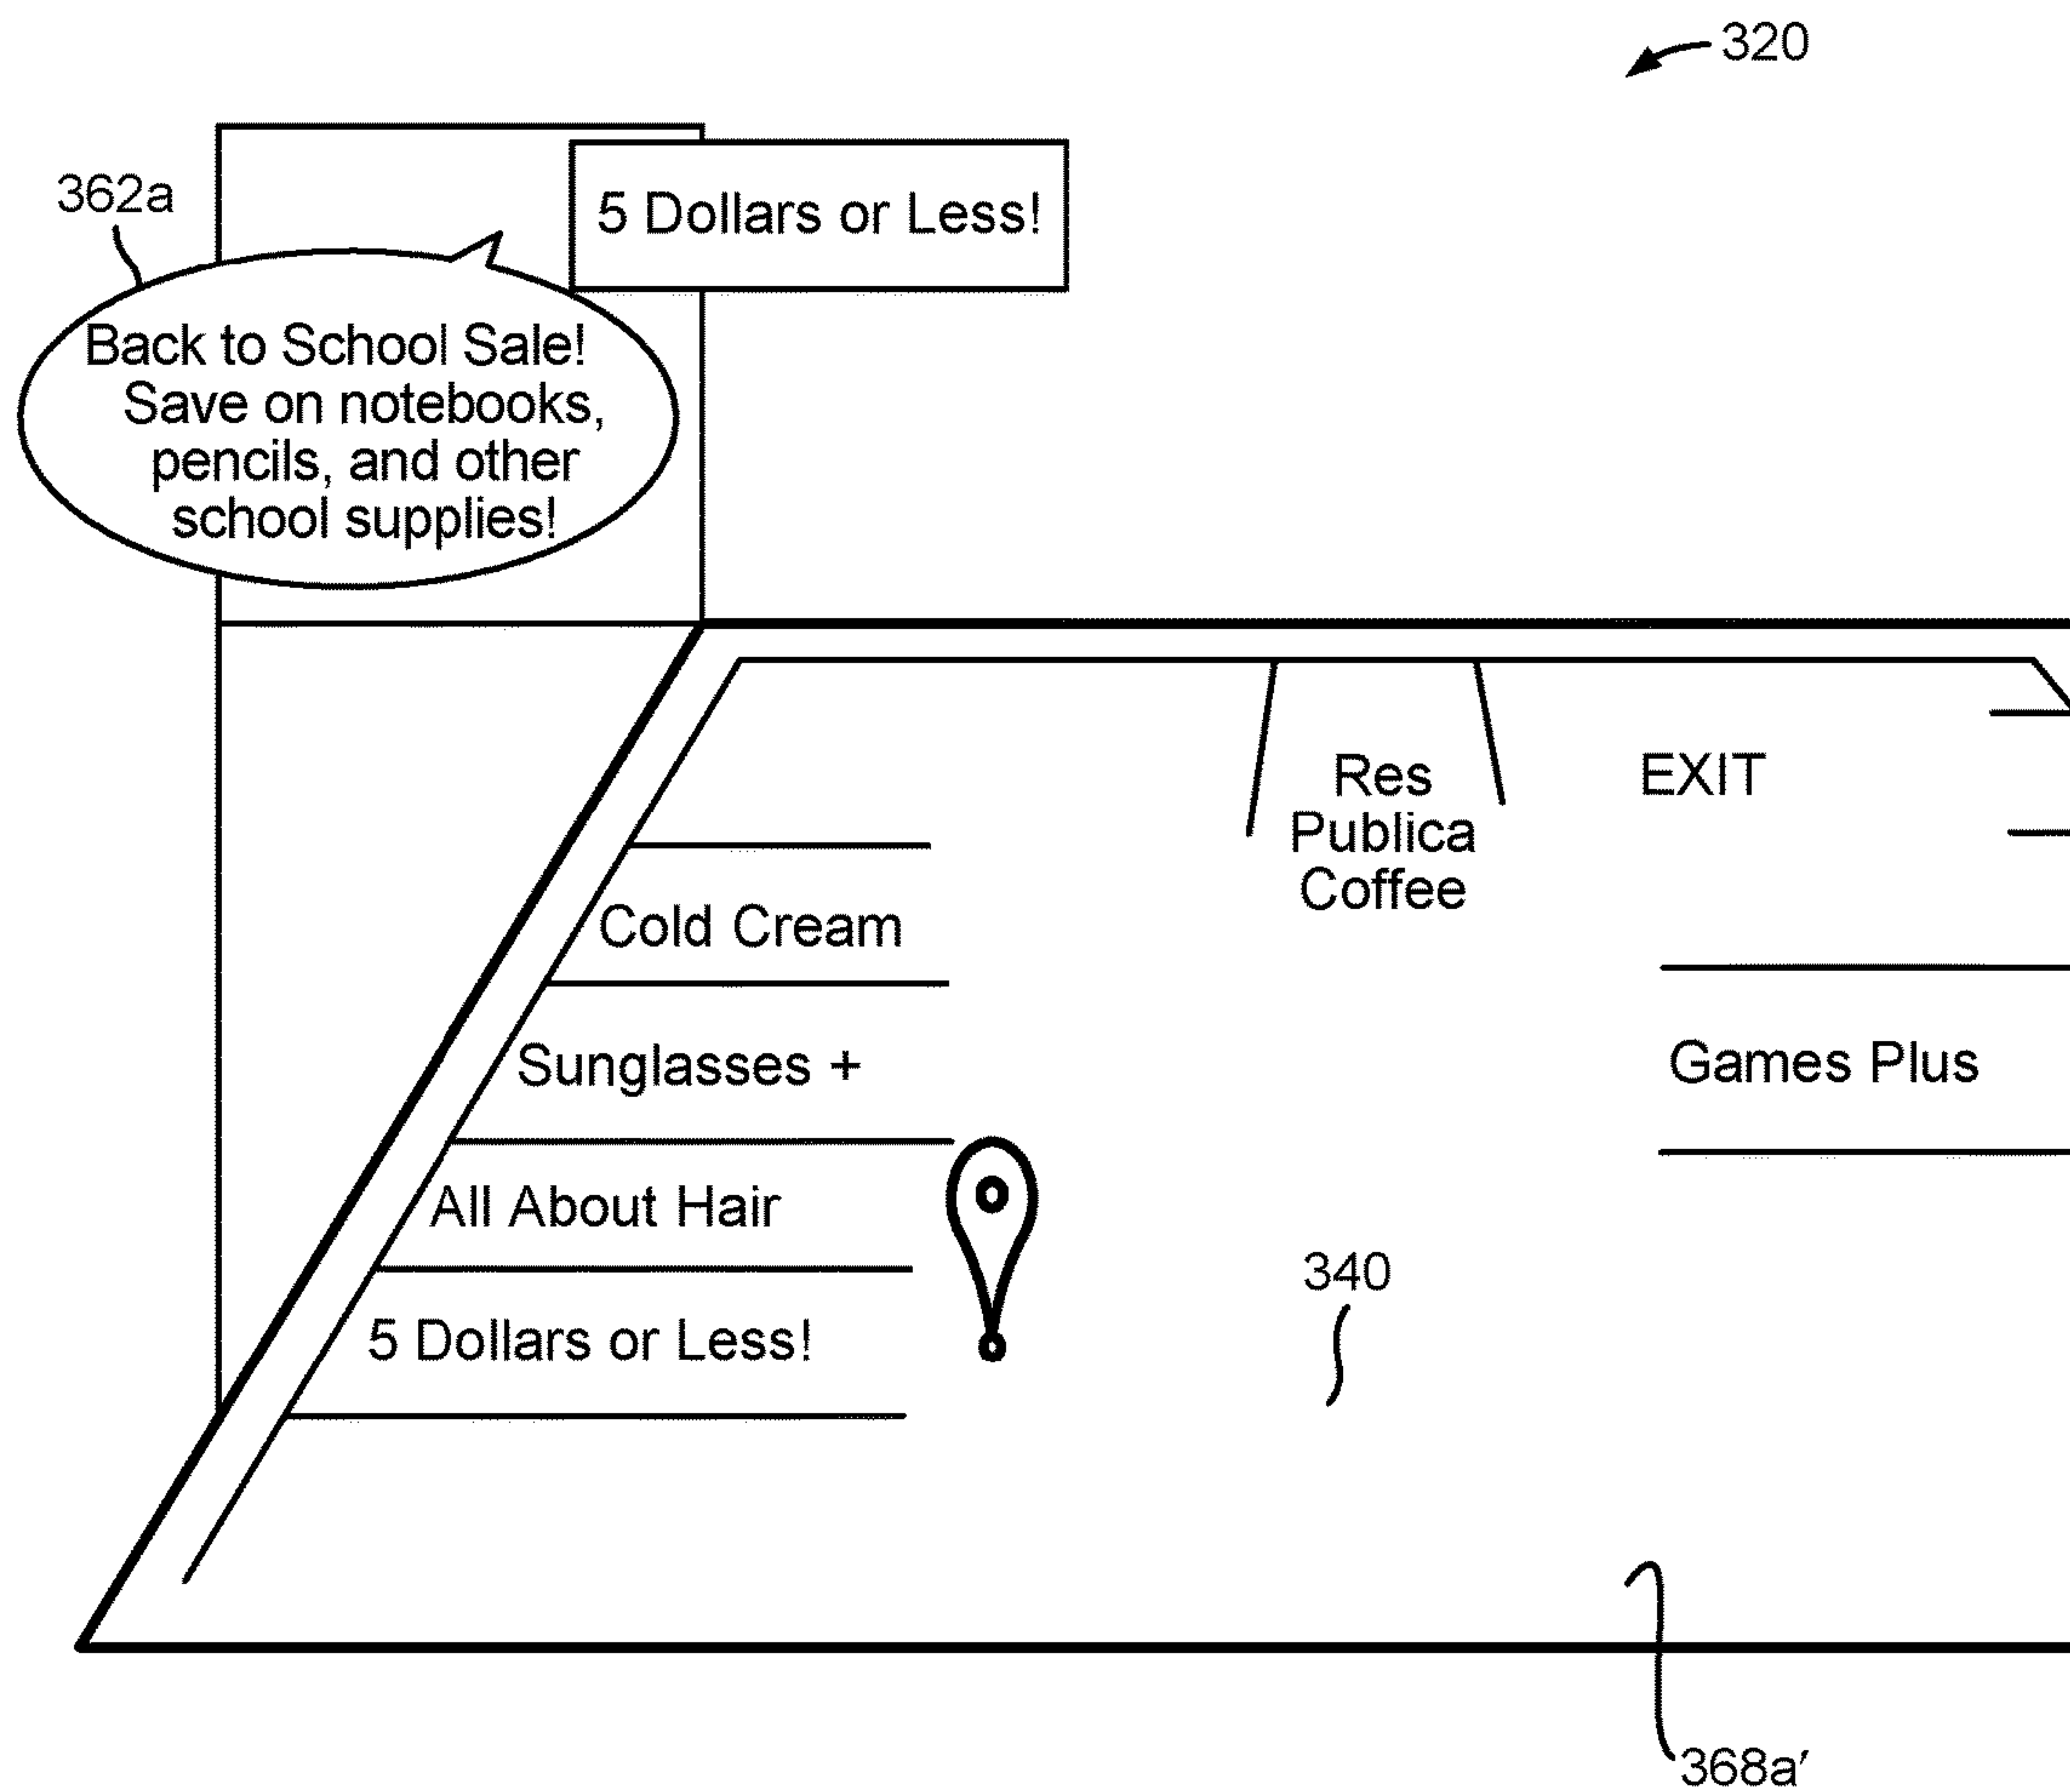 320
362a
5 Dollars or Less!
Back to School Sale!
Save on notebooks,
pencils, and other
school supplies!
Res
Publica
Coffee
EXIT
Cold Cream
Sunglasses +
Games Plus
All About Hair
340
5 Dollars or Less!
368a′